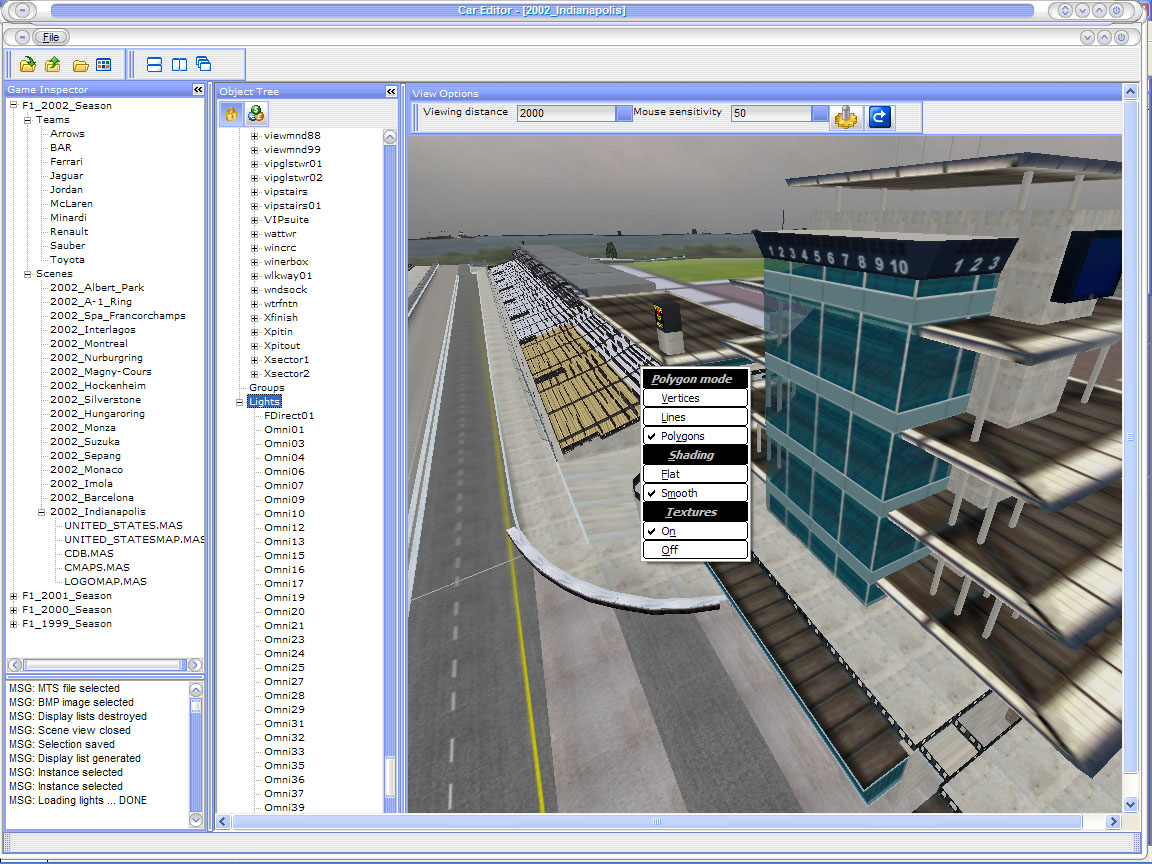 Car Editor - [2002_Indianapolis]
File
Game Inspector
F1_2002_Season
Teams
Arrows
BAR
Ferrari
Jaguar
Jordan
McLaren
Minardi
Renault
Sauber
Toyota
Scenes
2002_Albert_Park
2002_A-1_Ring
2002_Spa_Francorchamps
2002_Interlagos
2002_Montreal
2002_Nurburgring
2002_Magny-Cours
2002_Hockenheim
2002_Silverstone
2002_Hungaroring
2002_Monza
2002_Suzuka
2002_Sepang
2002_Monaco
2002_Imola
2002_Barcelona
2002_Indianapolis
UNITED_STATES.MAS
UNITED_STATESMAP.MAS
CDB.MAS
CMAPS.MAS
LOGOMAP.MAS
F1_2001_Season
F1_2000_Season
F1_1999_Season
MSG: MTS file selected
MSG: BMP image selected
MSG: Display lists destroyed
MSG: Scene view closed
MSG: Selection saved
MSG: Display list generated
MSG: Instance selected
MSG: Instance selected
MSG: Loading lights ... DONE
Object Tree
viewmnd88
viewmnd99
vipglstwr01
vipglstwr02
vipstairs
vipstairs01
VIPsuite
wattwr
wincrc
winerbox
wlkway01
wndsock
wtrfntn
Xfinish
Xpitin
Xpitout
Xsector1
Xsector2
Groups
Lights
FDirect01
Omni01
Omni03
Omni04
Omni06
Omni07
Omni09
Omni10
Omni12
Omni13
Omni15
Omni16
Omni17
Omni19
Omni20
Omni21
Omni23
Omni24
Omni25
Omni27
Omni28
Omni29
Omni31
Omni32
Omni33
Omni35
Omni36
Omni37
Omni39
View Options
Viewing distance 2000 Mouse sensitivity 50
1 2 3 4 5 6 7 8 9 10 1 2 3
Polygon mode
Vertices
Lines
Polygons
Shading
Flat
Smooth
Textures
On
Off